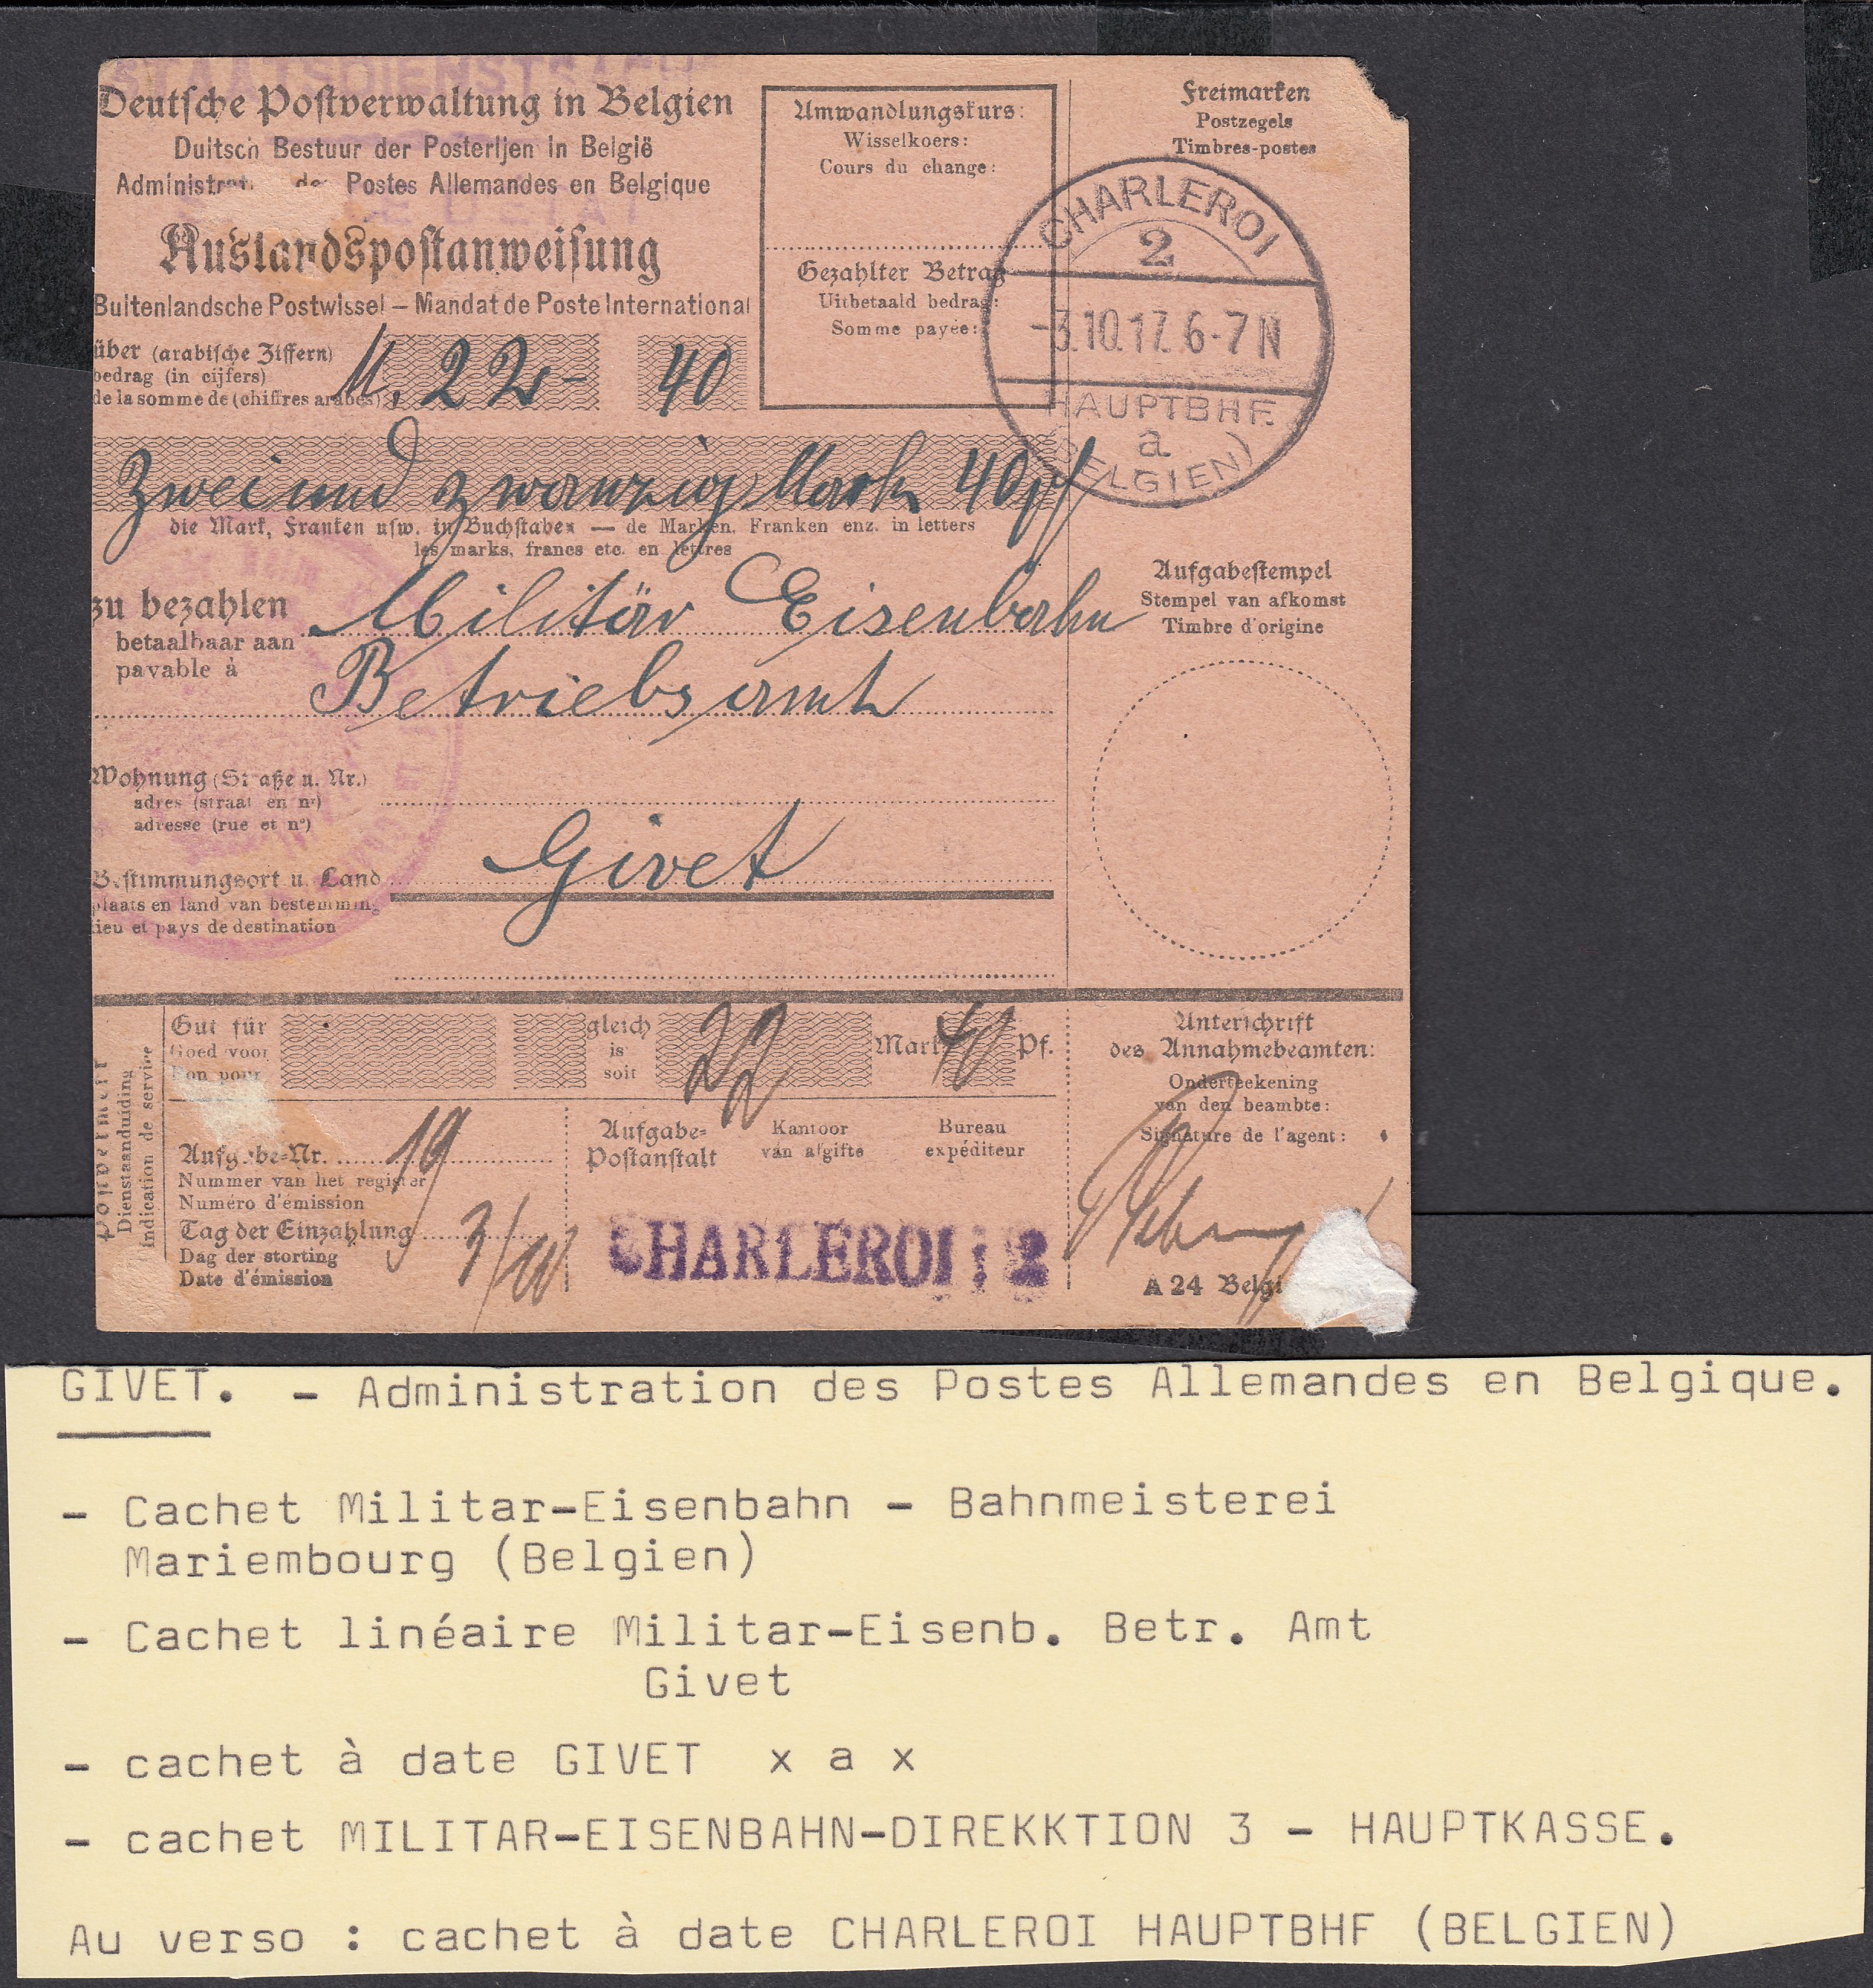 STAATSDIENST
Deutsche Postverwaltung in Belgien
Duitsch Bestuur der Posterijen in België
Postes Allemandes en Belgique
Auslandspostanweisung
Buitenlandsche Postwissel – Mandat de Poste International
über (arabische Ziffern)
bedrag (in cijfers)
de la somme de (chiffres arabes)
M. 22 – 40
Umwandlungskurs:
Wisselkoers:
Cours du change:
Gezahlter Betrag
Uitbetaald bedrag:
Somme payée:
Freimarken
Postzegels
Timbres-postes
CHARLEROI
2
-3.10.17. 6-7 N
HAUPTBHF.
a
(BELGIEN)
Zweiund zwanzig Mark 40 pf
die Mark, Franken usw. in Buchstaben — de Marken, Franken enz. in letters
les marks, francs etc. en lettres
zu bezahlen
betaalbaar aan
payable à
Militär Eisenbahn
Betriebsamt
Aufgabestempel
Stempel van afkomst
Timbre d'origine
Wohnung (Straße u. Nr.)
adres (straat en nr)
adresse (rue et n°)
Givet
Bestimmungsort u. Land
plaats en land van bestemming
lieu et pays de destination
Postvermerk
Dienstaanduiding
indication de service
Gut für
Goed voor
Bon pour
gleich
is
soit
22 Mark 40 Pf.
Unterschrift
des Annahmebeamten:
Onderteekening
van den beambte:
Signature de l'agent:
Aufgabe-Nr. 19
Nummer van het register
Numéro d'émission
Tag der Einzahlung 3/10
Dag der storting
Date d'émission
Aufgabe-
Postanstalt
Kantoor
van afgifte
Bureau
expéditeur
CHARLEROI 2
A 24 Belgi
GIVET. – Administration des Postes Allemandes en Belgique.
– Cachet Militar-Eisenbahn – Bahnmeisterei
Mariembourg (Belgien)
– Cachet linéaire Militar-Eisenb. Betr. Amt
Givet
– cachet à date GIVET x a x
– cachet MILITAR-EISENBAHN-DIREKKTION 3 – HAUPTKASSE.
Au verso : cachet à date CHARLEROI HAUPTBHF (BELGIEN)